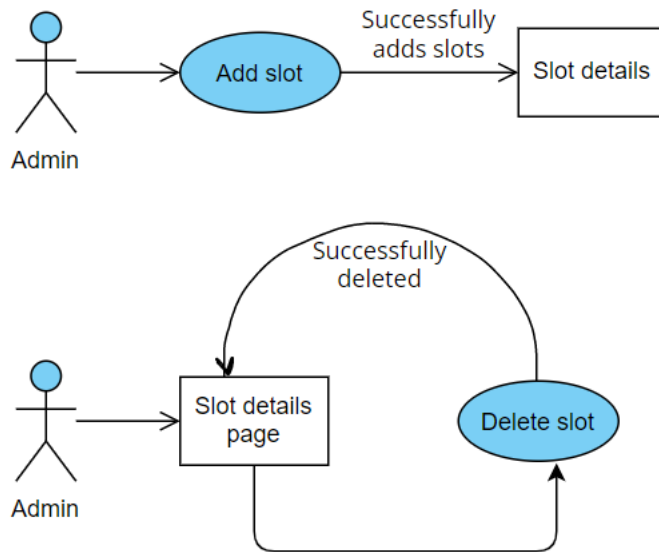 Successfully
adds slots
Add slot
Slot details
Admin
Successfully
deleted
Slot details
page
Delete slot
Admin